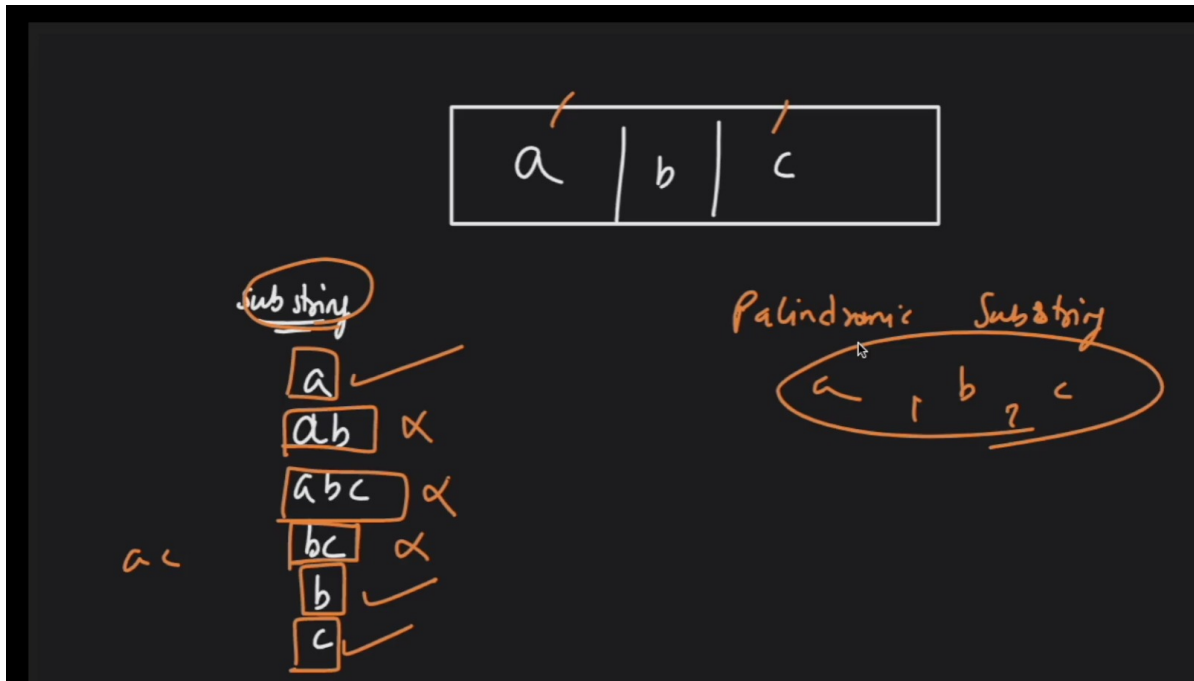 a | b | c
Substring
Palindromic Substring
a
a , b , c
ab
abc
bc
ac
b
c